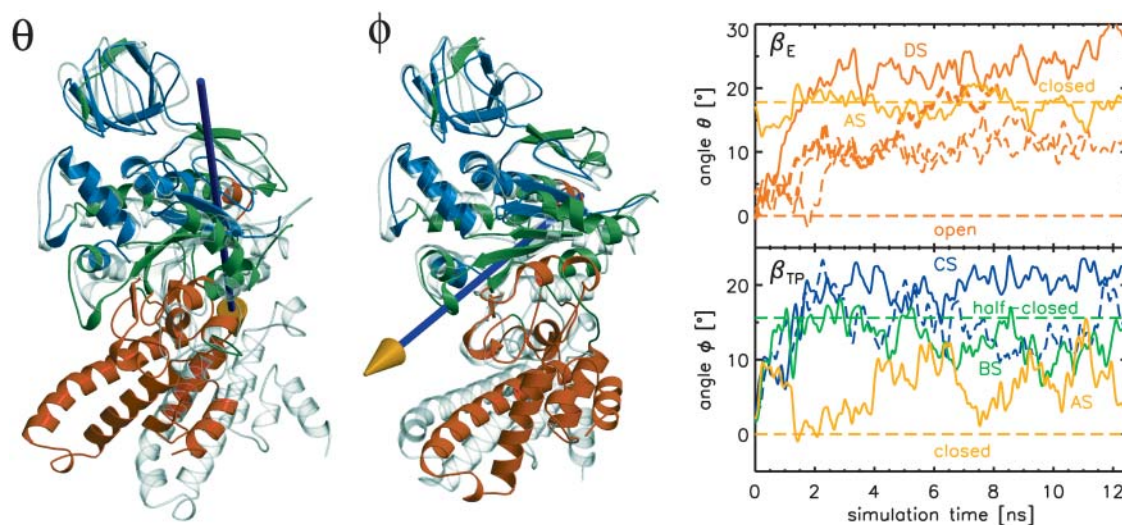 θ
ϕ
30
20
10
0
angle θ [°]
β_E
DS
closed
AS
open
20
10
0
angle ϕ [°]
β_TP
CS
half-closed
BS
AS
closed
0 2 4 6 8 10 12
simulation time [ns]